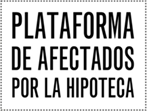 PLATAFORMA
DE AFECTADOS
POR LA HIPOTECA